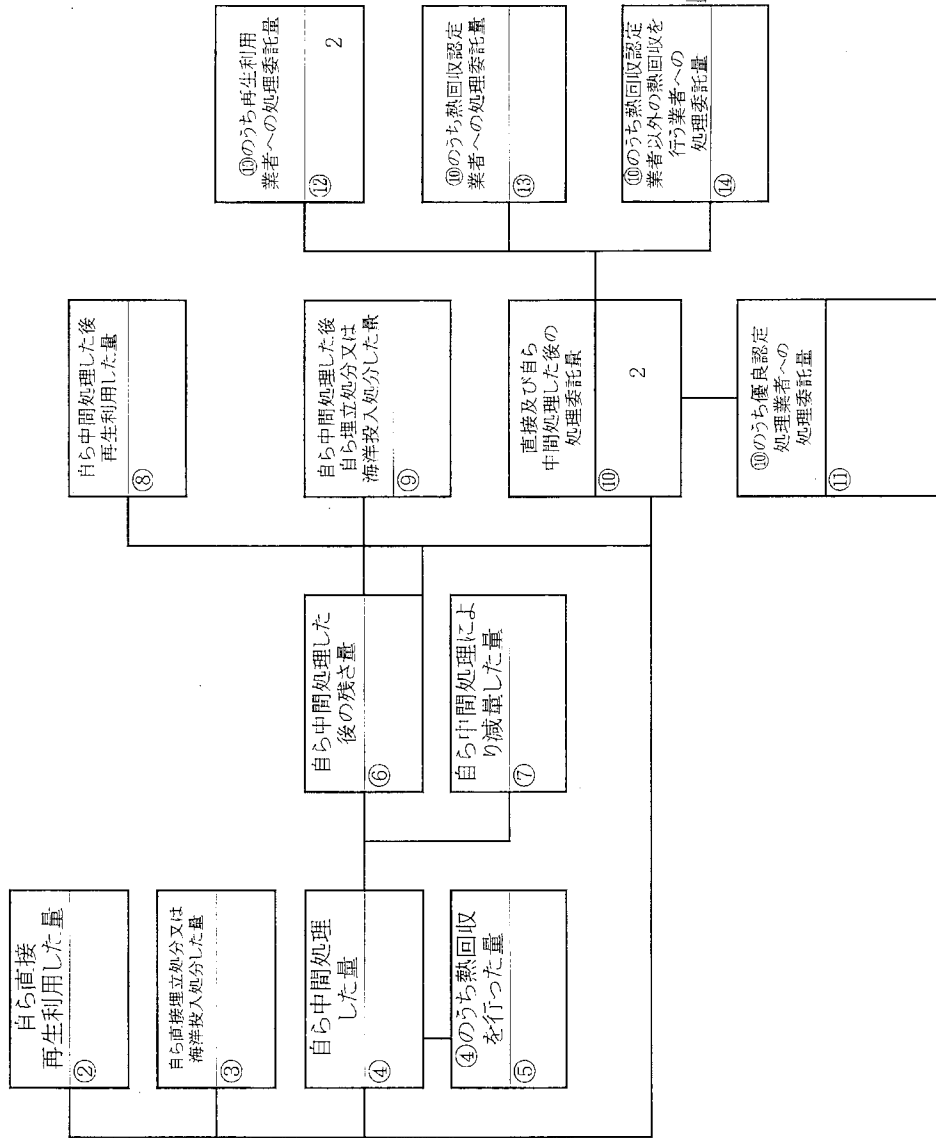 自ら直接
再生利用した量
②
自ら直接埋立処分又は
海洋投入処分した量
③
自ら中間処理
した量
④
④のうち熱回収
を行った量
⑤
自ら中間処理した
後の残さ量
⑥
自ら中間処理によ
り減量した量
⑦
自ら中間処理した後
再生利用した量
⑧
自ら中間処理した後
自ら埋立処分又は
海洋投入処分した量
⑨
直接及び自ら
中間処理した後の
処理委託量
⑩
2
⑩のうち優良認定
処理業者への
処理委託量
⑪
⑩のうち再生利用
業者への処理委託量
⑫
2
⑩のうち熱回収認定
業者への処理委託量
⑬
⑩のうち熱回収認定
業者以外の熱回収を
行う業者への
処理委託量
⑭